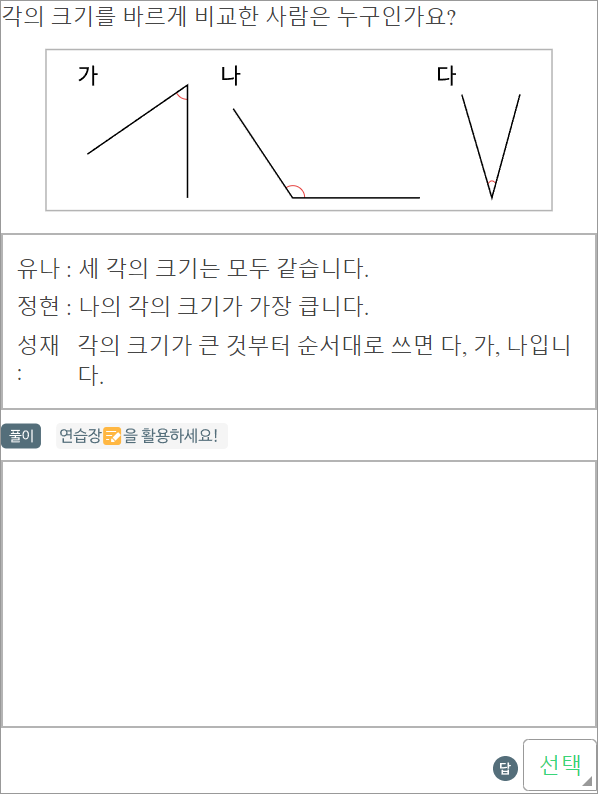 각의 크기를 바르게 비교한 사람은 누구인가요?
가 나 다
유나 : 세 각의 크기는 모두 같습니다.
정현 : 나의 각의 크기가 가장 큽니다.
성재 각의 크기가 큰 것부터 순서대로 쓰면 다, 가, 나입니
: 다.
풀이 연습장을 활용하세요!
답 선택